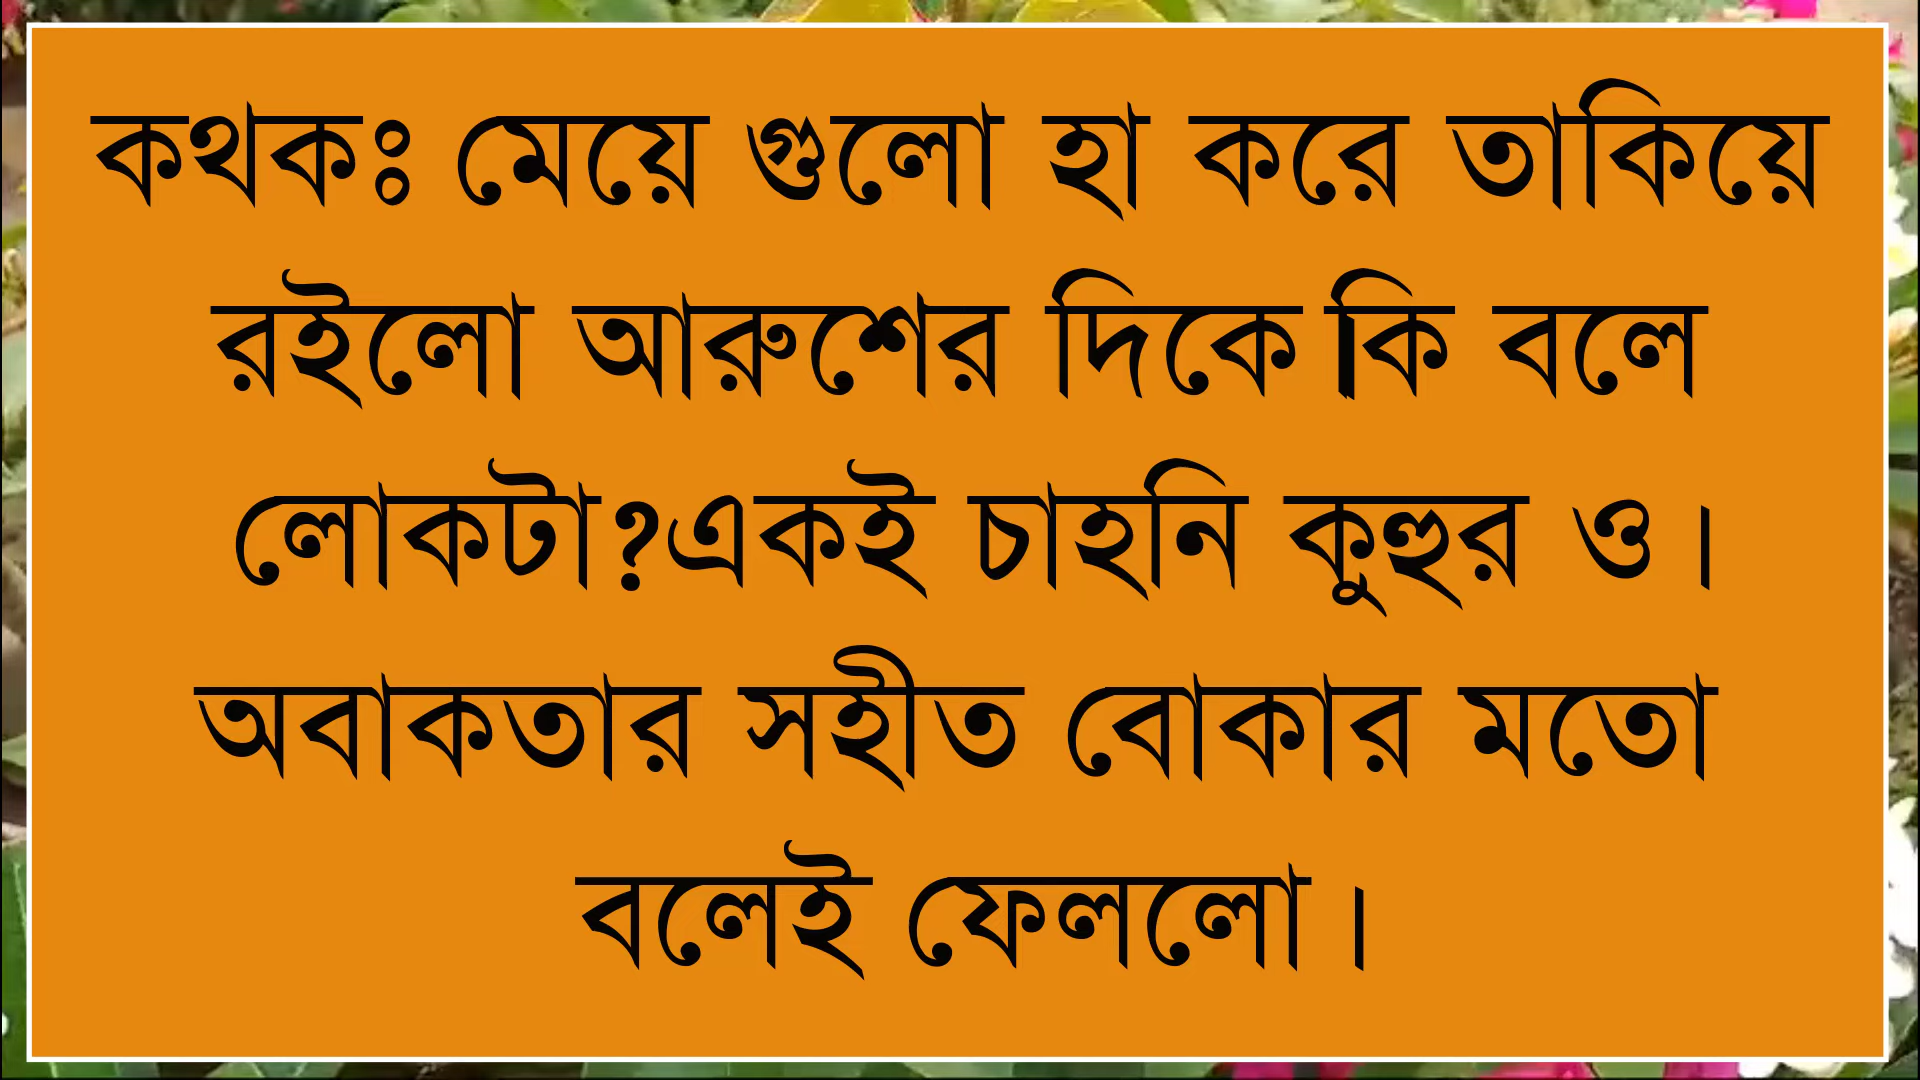 কথকঃ মেয়ে গুলো হা করে তাকিয়ে
রইলো আরুশের দিকে কি বলে
লোকটা?একই চাহনি কুহুর ও।
অবাকতার সহীত বোকার মতো
বলেই ফেললো।